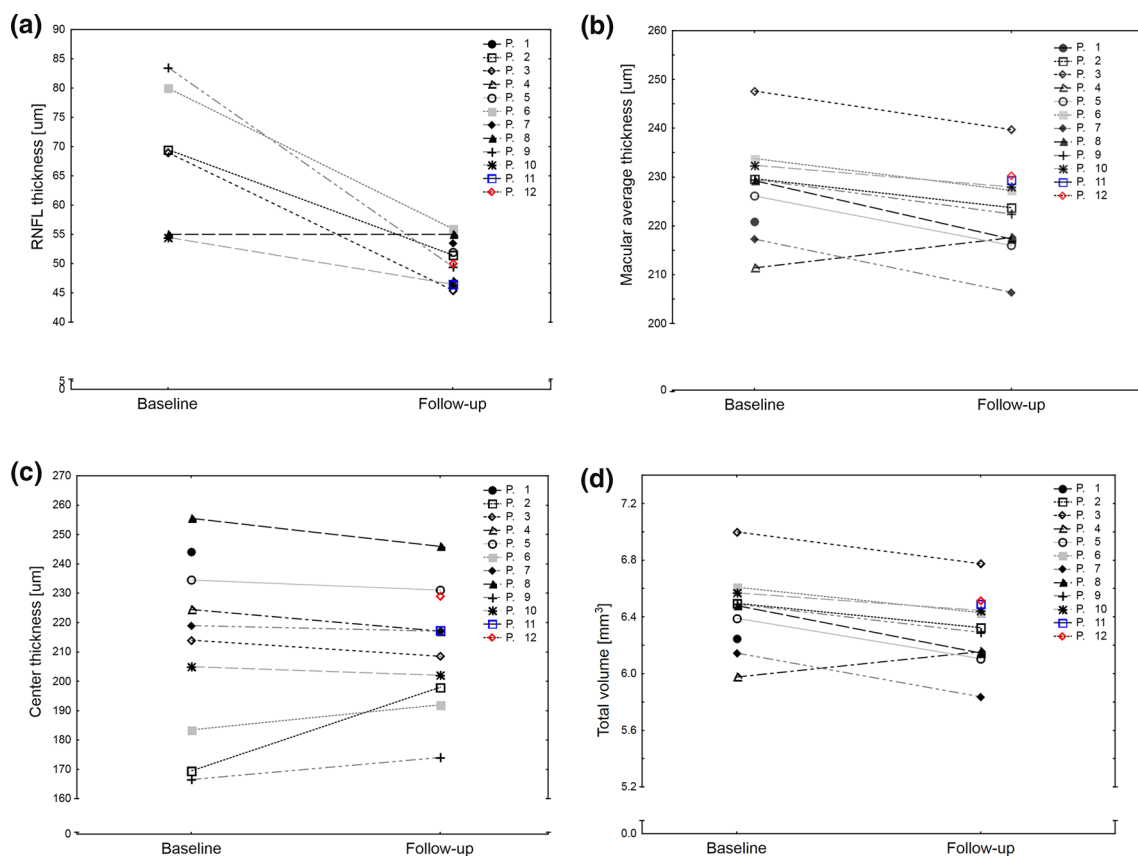 (a)
RNFL thickness [um]
90
85
80
75
70
65
60
55
50
45
40
5
0
Baseline Follow-up
P. 1
P. 2
P. 3
P. 4
P. 5
P. 6
P. 7
P. 8
P. 9
P. 10
P. 11
P. 12
(b)
Macular average thickness [um]
260
250
240
230
220
210
200
0
Baseline Follow-up
P. 1
P. 2
P. 3
P. 4
P. 5
P. 6
P. 7
P. 8
P. 9
P. 10
P. 11
P. 12
(c)
Center thickness [um]
270
260
250
240
230
220
210
200
190
180
170
160
0
Baseline Follow-up
P. 1
P. 2
P. 3
P. 4
P. 5
P. 6
P. 7
P. 8
P. 9
P. 10
P. 11
P. 12
(d)
Total volume [mm³]
7.2
6.8
6.4
6.0
5.6
5.2
0.0
Baseline Follow-up
P. 1
P. 2
P. 3
P. 4
P. 5
P. 6
P. 7
P. 8
P. 9
P. 10
P. 11
P. 12